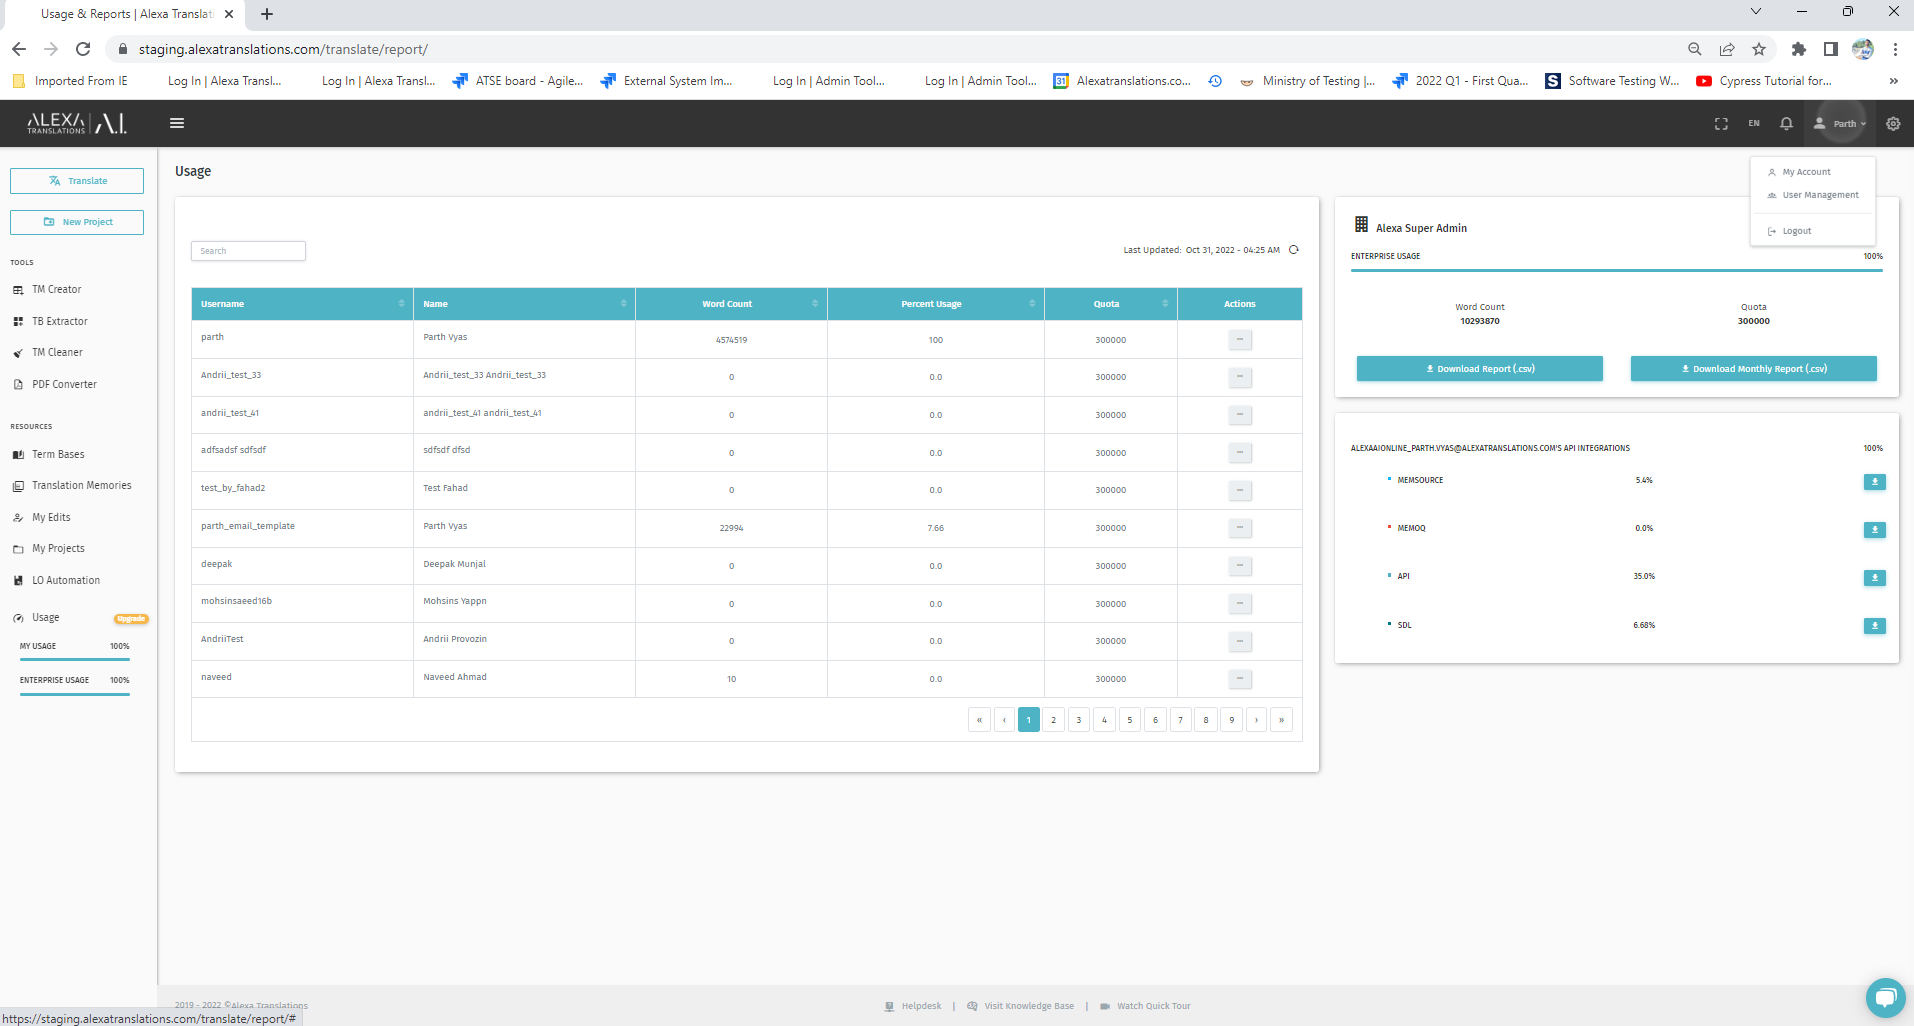 Usage & Reports | Alexa Translat
staging.alexatranslations.com/translate/report/
Imported From IE
Log In | Alexa Transl...
Log In | Alexa Transl...
ATSE board - Agile...
External System Im...
Log In | Admin Tool...
Log In | Admin Tool...
31
Alexatranslations.co...
Ministry of Testing |...
2022 Q1 - First Qua...
S
Software Testing W...
Cypress Tutorial for...
»
ALEXA TRANSLATIONS | A.I.
EN
Parth
My Account
User Management
Logout
Translate
New Project
TOOLS
TM Creator
TB Extractor
TM Cleaner
PDF Converter
RESOURCES
Term Bases
Translation Memories
My Edits
My Projects
LO Automation
Usage
Upgrade
MY USAGE 100%
ENTERPRISE USAGE 100%
Usage
Search
Last Updated: Oct 31, 2022 - 04:25 AM
Username Name Word Count Percent Usage Quota Actions
parth Parth Vyas 4574519 100 300000
Andrii_test_33 Andrii_test_33 Andrii_test_33 0 0.0 300000
andrii_test_41 andrii_test_41 andrii_test_41 0 0.0 300000
adfsadsf sdfsdf sdfsdf dfsd 0 0.0 300000
test_by_fahad2 Test Fahad 0 0.0 300000
parth_email_template Parth Vyas 22994 7.66 300000
deepak Deepak Munjal 0 0.0 300000
mohsinsaeed16b Mohsins Yappn 0 0.0 300000
AndriiTest Andrii Provozin 0 0.0 300000
naveed Naveed Ahmad 10 0.0 300000
« ‹ 1 2 3 4 5 6 7 8 9 › »
Alexa Super Admin
ENTERPRISE USAGE 100%
Word Count Quota
10293870 300000
Download Report (.csv)
Download Monthly Report (.csv)
ALEXAAIONLINE_PARTH.VYAS@ALEXATRANSLATIONS.COM'S API INTEGRATIONS 100%
MEMSOURCE 5.4%
MEMOQ 0.0%
API 35.0%
SDL 6.68%
2019 - 2022 ©Alexa Translations
Helpdesk | Visit Knowledge Base | Watch Quick Tour
https://staging.alexatranslations.com/translate/report/#